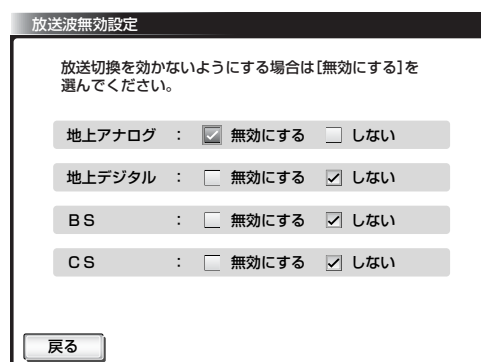 放送波無効設定
放送切換を効かないようにする場合は[無効にする]を
選んでください。
地上アナログ : 無効にする しない
地上デジタル : 無効にする しない
BS : 無効にする しない
CS : 無効にする しない
戻る